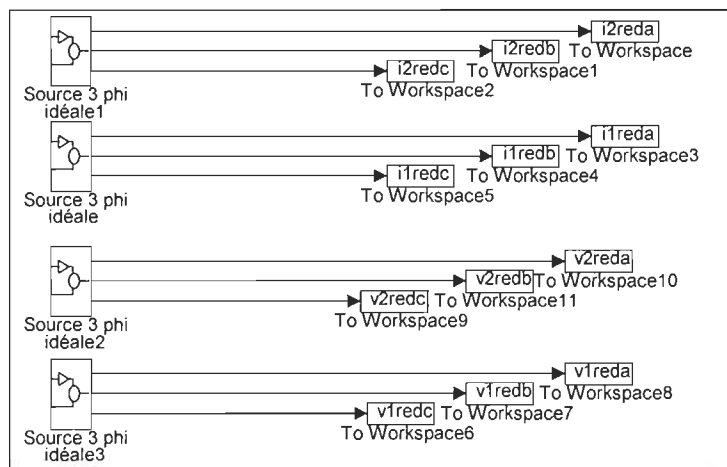 i2reda
i2redb To Workspace
i2redc To Workspace1
To Workspace2
Source 3 phi
idéale1
i1reda
i1redb To Workspace3
i1redc To Workspace4
To Workspace5
Source 3 phi
idéale
v2reda
v2redb To Workspace10
v2redc To Workspace11
To Workspace9
Source 3 phi
idéale2
v1reda
v1redb To Workspace8
v1redc To Workspace7
To Workspace6
Source 3 phi
idéale3